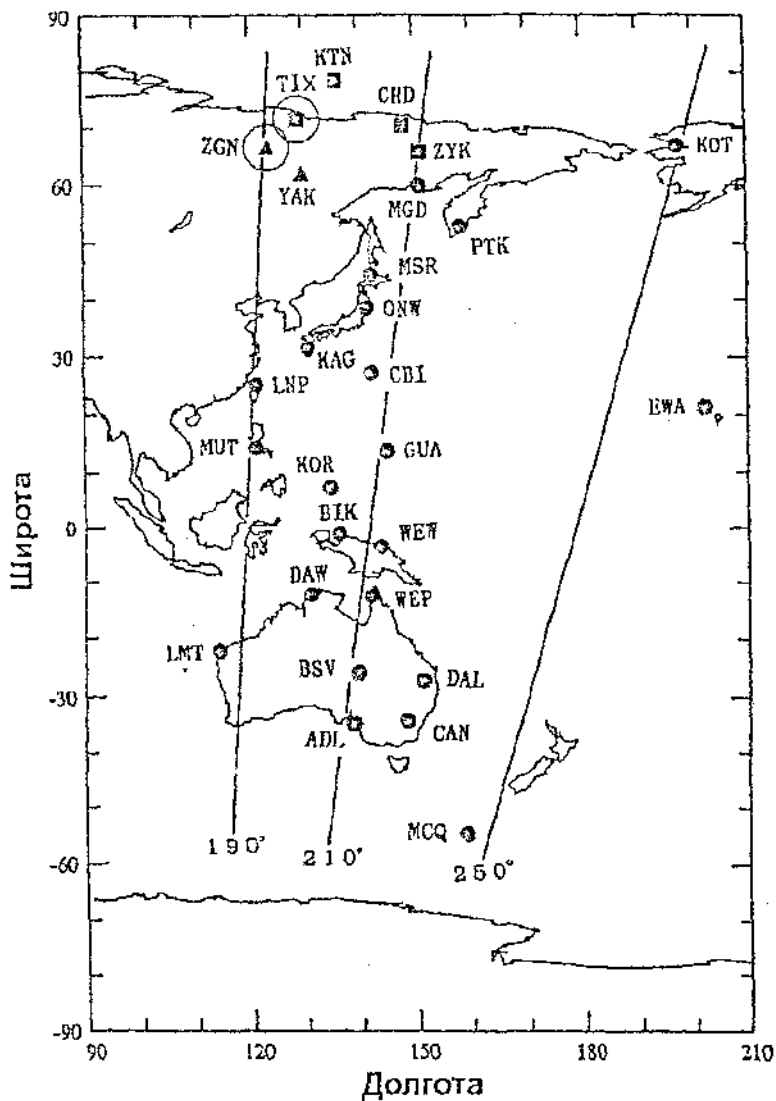 90
KTN
TIX
CHD
ZGN
ZYK
KOT
YAK
60
MGD
PTK
MSR
ONW
30
KAG
CBI
LNP
EWA
MUT
GUA
KOR
BIK
0
WEW
DAW
WEP
LMT
BSV
DAL
-30
ADL
CAN
MCQ
190°
210°
250°
-60
-90
90
120
150
180
210
Широта
Долгота